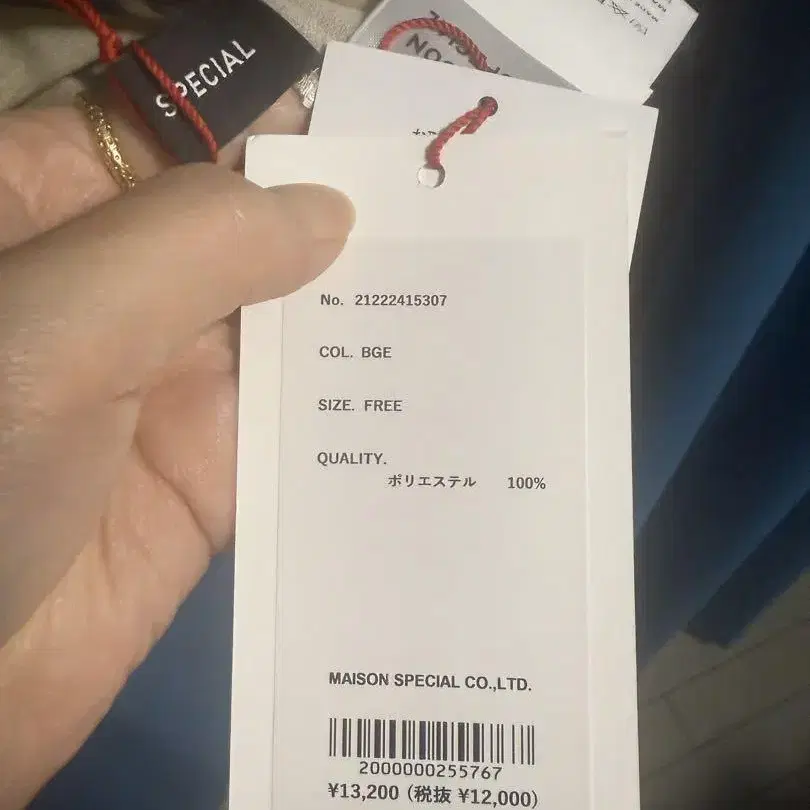 SPECIAL
No. 21222415307
COL. BGE
SIZE. FREE
QUALITY.
ポリエステル 100%
MAISON SPECIAL CO.,LTD.
2000000255767
¥13,200 (税抜 ¥12,000)